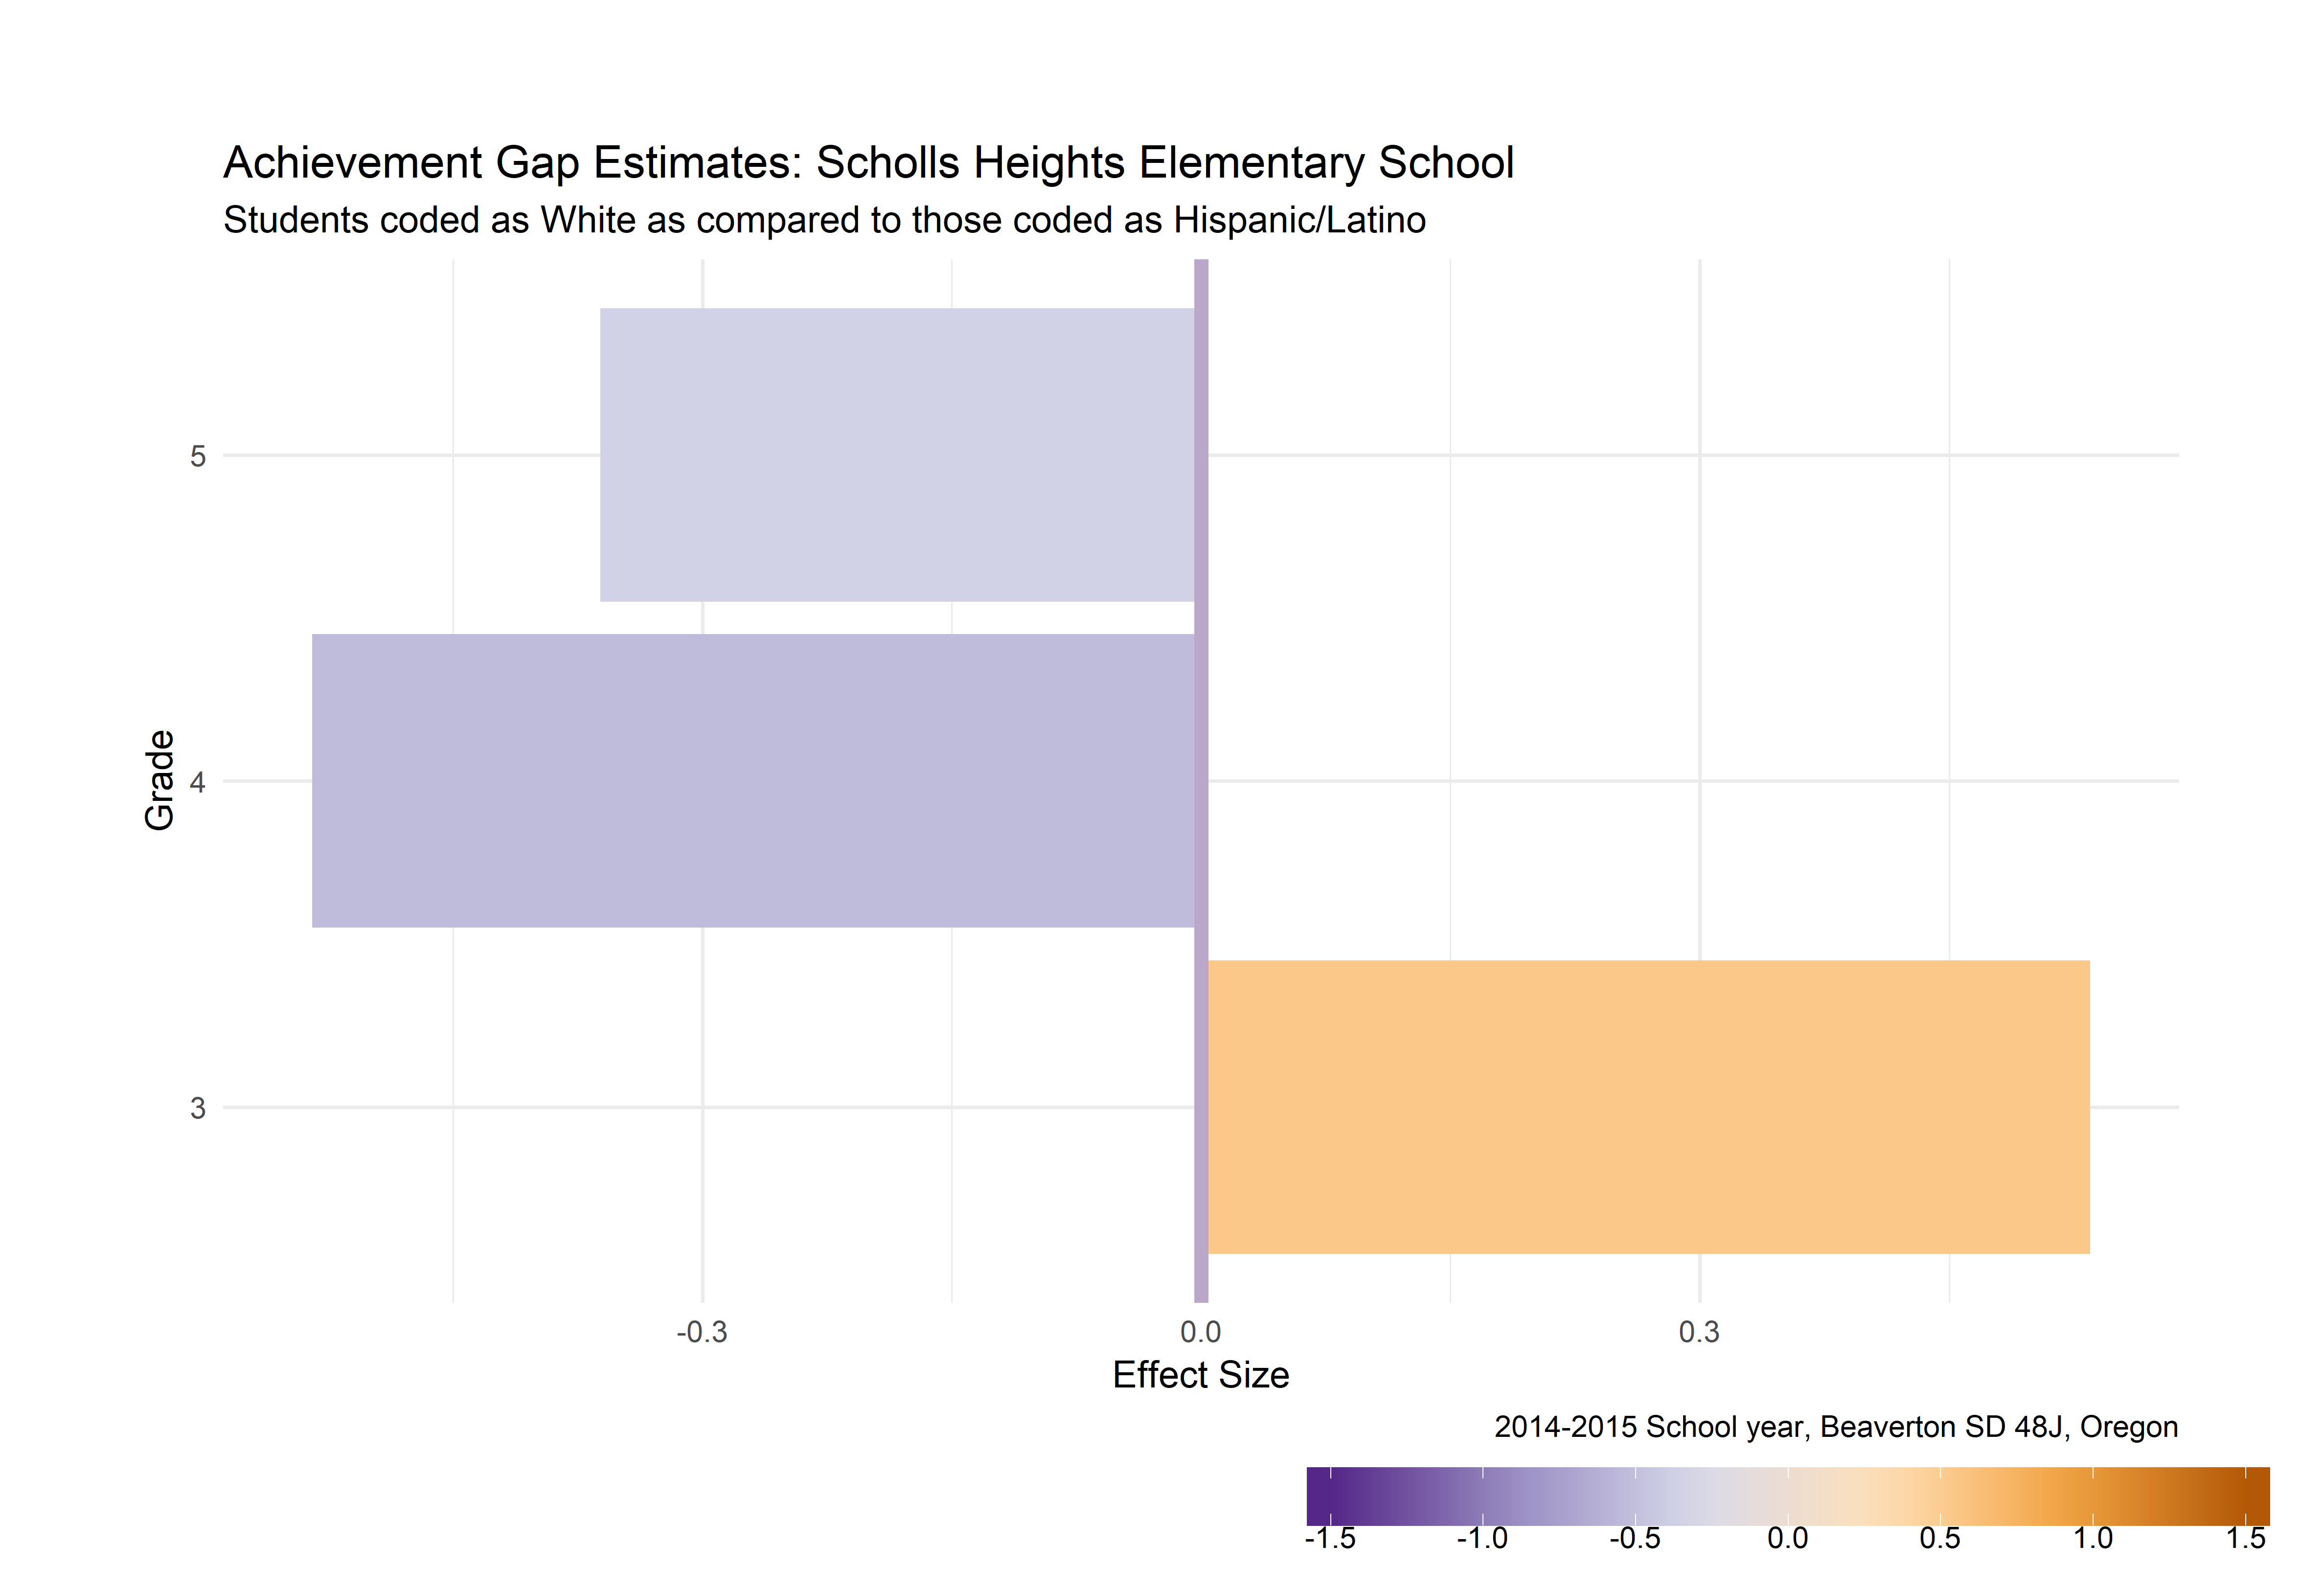 Achievement Gap Estimates: Scholls Heights Elementary School
Students coded as White as compared to those coded as Hispanic/Latino
5
4
3
Grade
-0.3 0.0 0.3
Effect Size
2014-2015 School year, Beaverton SD 48J, Oregon
-1.5 -1.0 -0.5 0.0 0.5 1.0 1.5